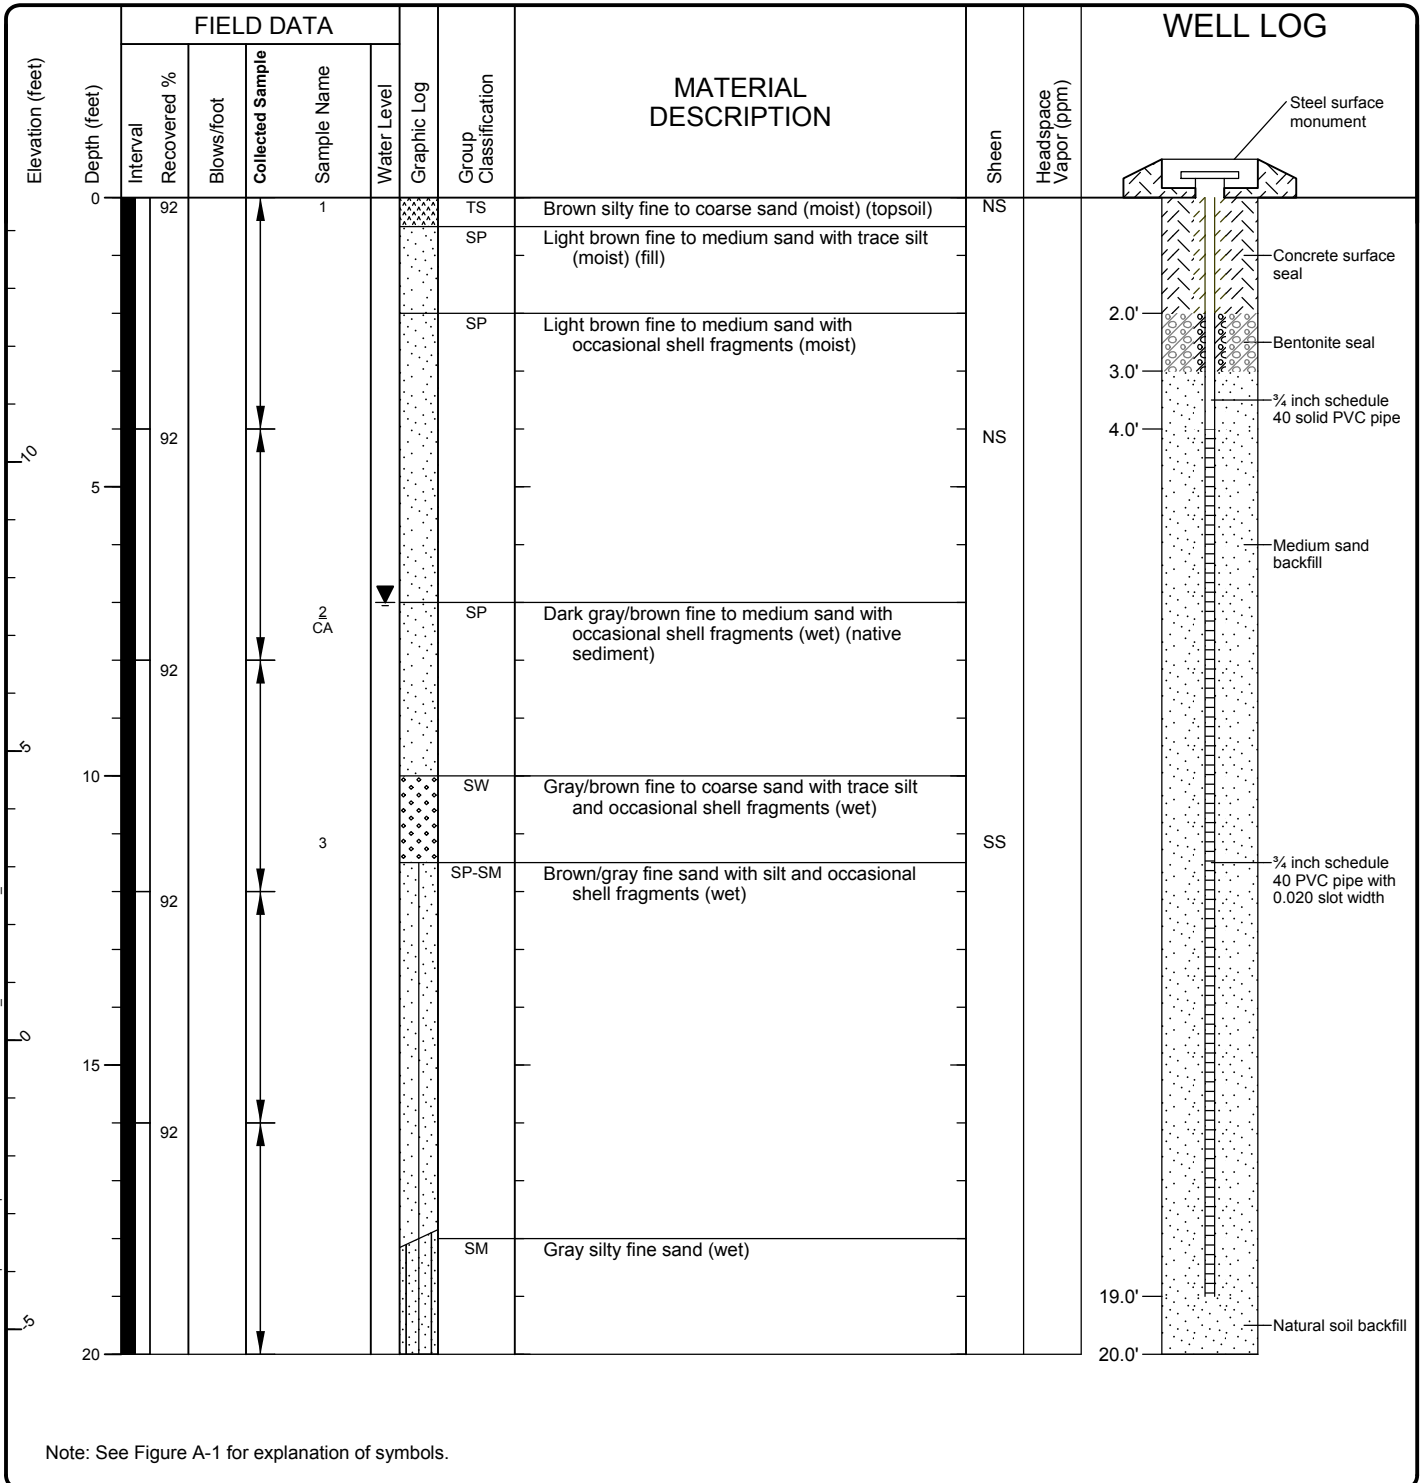 FIELD DATA
WELL LOG
Elevation (feet)
Depth (feet)
Interval
Recovered %
Blows/foot
Collected Sample
Sample Name
Water Level
Graphic Log
Group
Classification
MATERIAL
DESCRIPTION
Sheen
Headspace
Vapor (ppm)
Steel surface
monument
0
92
1
TS
Brown silty fine to coarse sand (moist) (topsoil)
NS
SP
Light brown fine to medium sand with trace silt
(moist) (fill)
Concrete surface
seal
2.0'
SP
Light brown fine to medium sand with
occasional shell fragments (moist)
Bentonite seal
3.0'
¾ inch schedule
40 solid PVC pipe
4.0'
92
NS
10
5
Medium sand
backfill
2
CA
SP
Dark gray/brown fine to medium sand with
occasional shell fragments (wet) (native
sediment)
92
5
10
SW
Gray/brown fine to coarse sand with trace silt
and occasional shell fragments (wet)
3
SS
SP-SM
Brown/gray fine sand with silt and occasional
shell fragments (wet)
¾ inch schedule
40 PVC pipe with
0.020 slot width
92
0
15
92
SM
Gray silty fine sand (wet)
19.0'
-5
Natural soil backfill
20
20.0'
Note: See Figure A-1 for explanation of symbols.